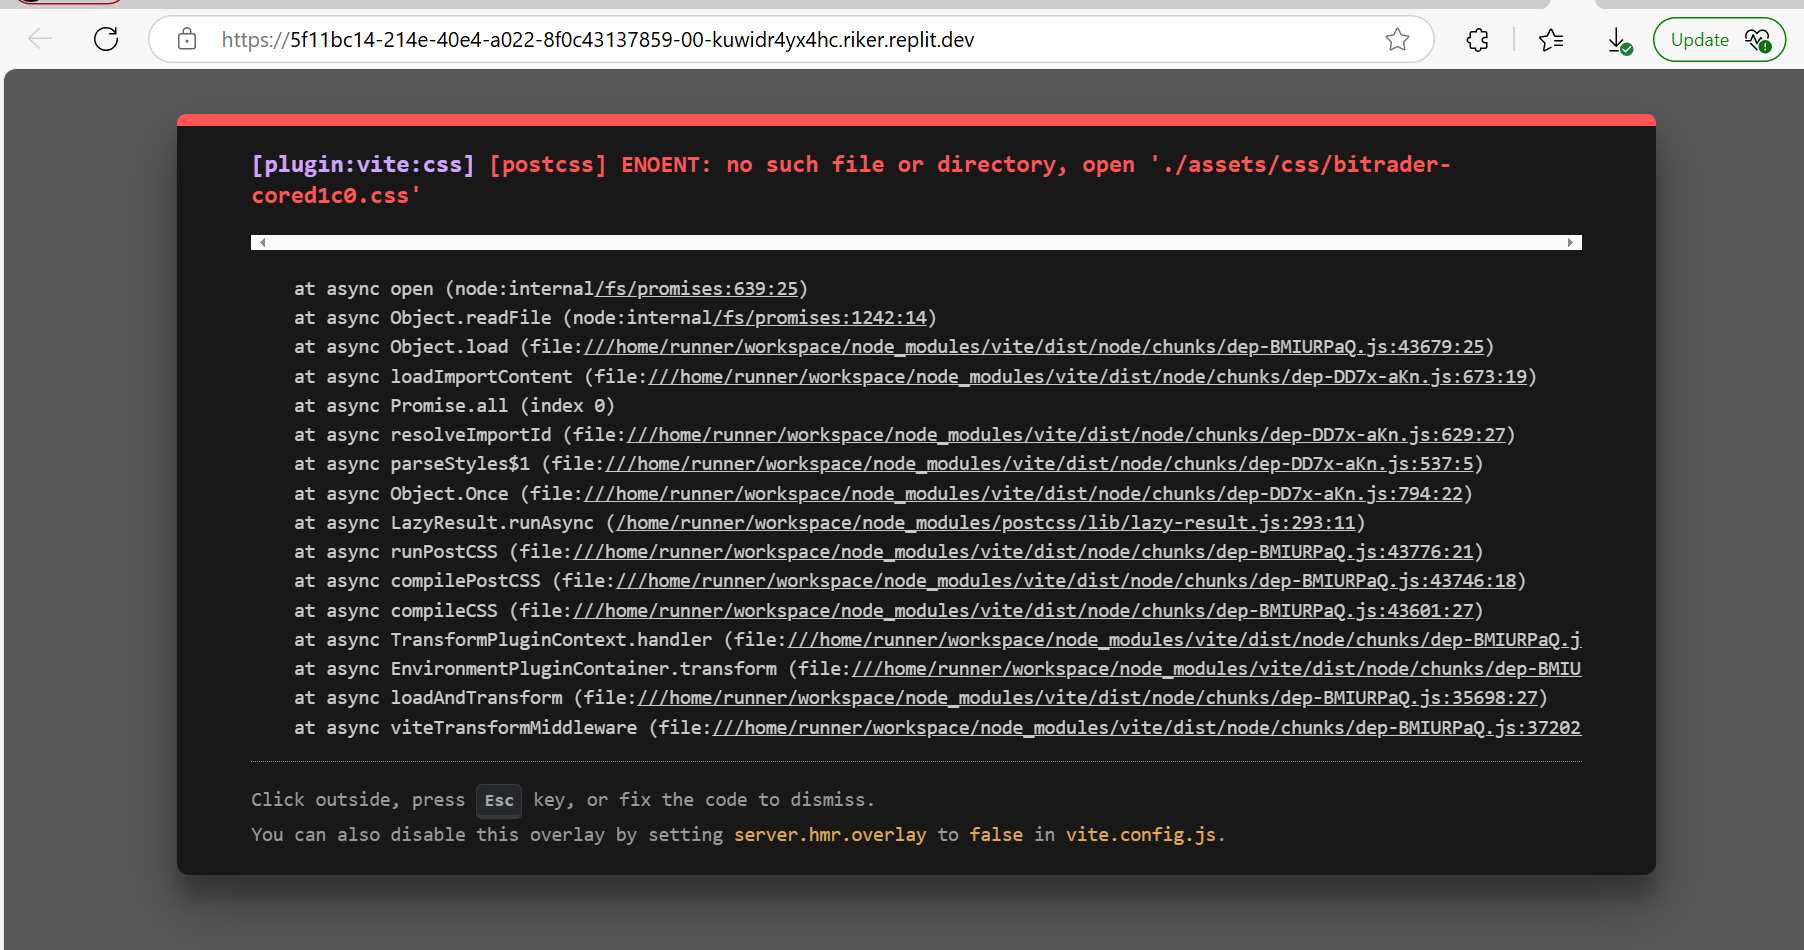 https://5f11bc14-214e-40e4-a022-8f0c43137859-00-kuwidr4yx4hc.riker.replit.dev
Update
[plugin:vite:css] [postcss] ENOENT: no such file or directory, open './assets/css/bitrader-
cored1c0.css'
at async open (node:internal/fs/promises:639:25)
at async Object.readFile (node:internal/fs/promises:1242:14)
at async Object.load (file:///home/runner/workspace/node_modules/vite/dist/node/chunks/dep-BMIURPaQ.js:43679:25)
at async loadImportContent (file:///home/runner/workspace/node_modules/vite/dist/node/chunks/dep-DD7x-aKn.js:673:19)
at async Promise.all (index 0)
at async resolveImportId (file:///home/runner/workspace/node_modules/vite/dist/node/chunks/dep-DD7x-aKn.js:629:27)
at async parseStyles$1 (file:///home/runner/workspace/node_modules/vite/dist/node/chunks/dep-DD7x-aKn.js:537:5)
at async Object.Once (file:///home/runner/workspace/node_modules/vite/dist/node/chunks/dep-DD7x-aKn.js:794:22)
at async LazyResult.runAsync (/home/runner/workspace/node_modules/postcss/lib/lazy-result.js:293:11)
at async runPostCSS (file:///home/runner/workspace/node_modules/vite/dist/node/chunks/dep-BMIURPaQ.js:43776:21)
at async compilePostCSS (file:///home/runner/workspace/node_modules/vite/dist/node/chunks/dep-BMIURPaQ.js:43746:18)
at async compileCSS (file:///home/runner/workspace/node_modules/vite/dist/node/chunks/dep-BMIURPaQ.js:43601:27)
at async TransformPluginContext.handler (file:///home/runner/workspace/node_modules/vite/dist/node/chunks/dep-BMIURPaQ.j
at async EnvironmentPluginContainer.transform (file:///home/runner/workspace/node_modules/vite/dist/node/chunks/dep-BMIU
at async loadAndTransform (file:///home/runner/workspace/node_modules/vite/dist/node/chunks/dep-BMIURPaQ.js:35698:27)
at async viteTransformMiddleware (file:///home/runner/workspace/node_modules/vite/dist/node/chunks/dep-BMIURPaQ.js:37202
Click outside, press Esc key, or fix the code to dismiss.
You can also disable this overlay by setting server.hmr.overlay to false in vite.config.js.